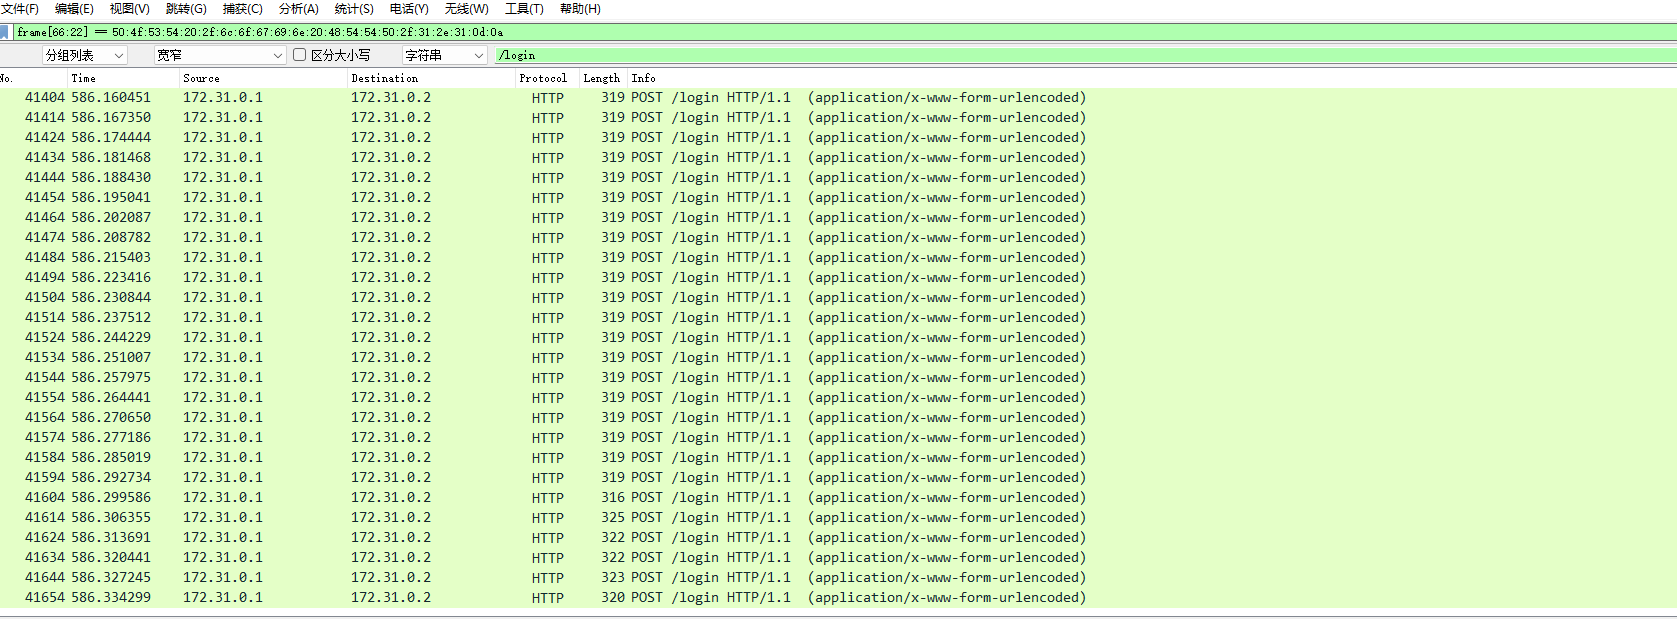 文件(F) 编辑(E) 视图(V) 跳转(G) 捕获(C) 分析(A) 统计(S) 电话(Y) 无线(W) 工具(T) 帮助(H)
frame[66:22] == 50:4f:53:54:20:2f:6c:6f:67:69:6e:20:48:54:54:50:2f:31:2e:31:0d:0a
分组列表 宽窄 区分大小写 字符串 /login
No. Time Source Destination Protocol Length Info
41404 586.160451 172.31.0.1 172.31.0.2 HTTP 319 POST /login HTTP/1.1 (application/x-www-form-urlencoded)
41414 586.167350 172.31.0.1 172.31.0.2 HTTP 319 POST /login HTTP/1.1 (application/x-www-form-urlencoded)
41424 586.174444 172.31.0.1 172.31.0.2 HTTP 319 POST /login HTTP/1.1 (application/x-www-form-urlencoded)
41434 586.181468 172.31.0.1 172.31.0.2 HTTP 319 POST /login HTTP/1.1 (application/x-www-form-urlencoded)
41444 586.188430 172.31.0.1 172.31.0.2 HTTP 319 POST /login HTTP/1.1 (application/x-www-form-urlencoded)
41454 586.195041 172.31.0.1 172.31.0.2 HTTP 319 POST /login HTTP/1.1 (application/x-www-form-urlencoded)
41464 586.202087 172.31.0.1 172.31.0.2 HTTP 319 POST /login HTTP/1.1 (application/x-www-form-urlencoded)
41474 586.208782 172.31.0.1 172.31.0.2 HTTP 319 POST /login HTTP/1.1 (application/x-www-form-urlencoded)
41484 586.215403 172.31.0.1 172.31.0.2 HTTP 319 POST /login HTTP/1.1 (application/x-www-form-urlencoded)
41494 586.223416 172.31.0.1 172.31.0.2 HTTP 319 POST /login HTTP/1.1 (application/x-www-form-urlencoded)
41504 586.230844 172.31.0.1 172.31.0.2 HTTP 319 POST /login HTTP/1.1 (application/x-www-form-urlencoded)
41514 586.237512 172.31.0.1 172.31.0.2 HTTP 319 POST /login HTTP/1.1 (application/x-www-form-urlencoded)
41524 586.244229 172.31.0.1 172.31.0.2 HTTP 319 POST /login HTTP/1.1 (application/x-www-form-urlencoded)
41534 586.251007 172.31.0.1 172.31.0.2 HTTP 319 POST /login HTTP/1.1 (application/x-www-form-urlencoded)
41544 586.257975 172.31.0.1 172.31.0.2 HTTP 319 POST /login HTTP/1.1 (application/x-www-form-urlencoded)
41554 586.264441 172.31.0.1 172.31.0.2 HTTP 319 POST /login HTTP/1.1 (application/x-www-form-urlencoded)
41564 586.270650 172.31.0.1 172.31.0.2 HTTP 319 POST /login HTTP/1.1 (application/x-www-form-urlencoded)
41574 586.277186 172.31.0.1 172.31.0.2 HTTP 319 POST /login HTTP/1.1 (application/x-www-form-urlencoded)
41584 586.285019 172.31.0.1 172.31.0.2 HTTP 319 POST /login HTTP/1.1 (application/x-www-form-urlencoded)
41594 586.292734 172.31.0.1 172.31.0.2 HTTP 319 POST /login HTTP/1.1 (application/x-www-form-urlencoded)
41604 586.299586 172.31.0.1 172.31.0.2 HTTP 316 POST /login HTTP/1.1 (application/x-www-form-urlencoded)
41614 586.306355 172.31.0.1 172.31.0.2 HTTP 325 POST /login HTTP/1.1 (application/x-www-form-urlencoded)
41624 586.313691 172.31.0.1 172.31.0.2 HTTP 322 POST /login HTTP/1.1 (application/x-www-form-urlencoded)
41634 586.320441 172.31.0.1 172.31.0.2 HTTP 322 POST /login HTTP/1.1 (application/x-www-form-urlencoded)
41644 586.327245 172.31.0.1 172.31.0.2 HTTP 323 POST /login HTTP/1.1 (application/x-www-form-urlencoded)
41654 586.334299 172.31.0.1 172.31.0.2 HTTP 320 POST /login HTTP/1.1 (application/x-www-form-urlencoded)